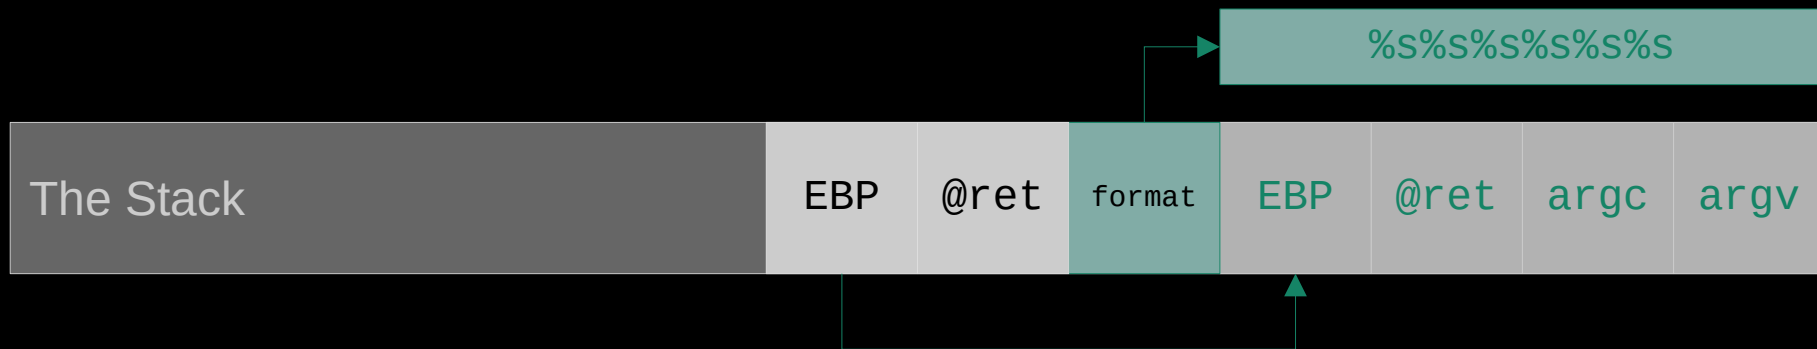 %s%s%s%s%s%s
The Stack
EBP
@ret
format
EBP
@ret
argc
argv